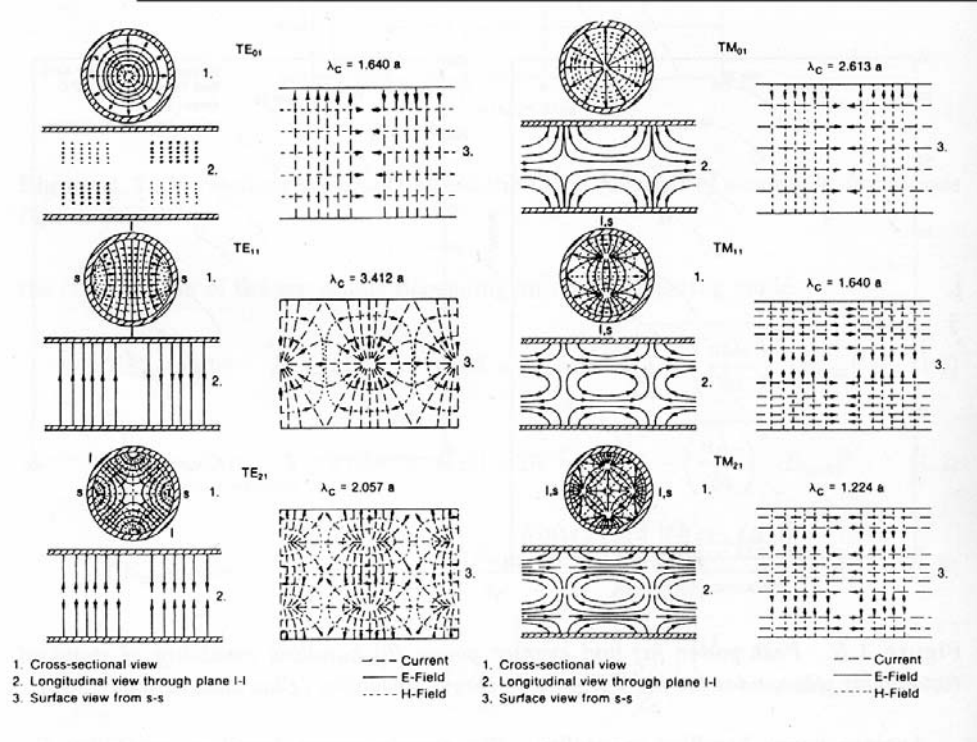 TE01
1.
λc = 1.640 a
2.
3.
TM01
1.
λc = 2.613 a
2.
3.
l
TE11
s s 1.
l
λc = 3.412 a
2.
3.
l,s
TM11
1.
l,s
λc = 1.640 a
2.
3.
l
TE21
s s 1.
l
λc = 2.057 a
2.
3.
TM21
l,s l,s 1.
λc = 1.224 a
2.
3.
1. Cross-sectional view
2. Longitudinal view through plane l-l
3. Surface view from s-s
Current
E-Field
H-Field
1. Cross-sectional view
2. Longitudinal view through plane l-l
3. Surface view from s-s
Current
E-Field
H-Field